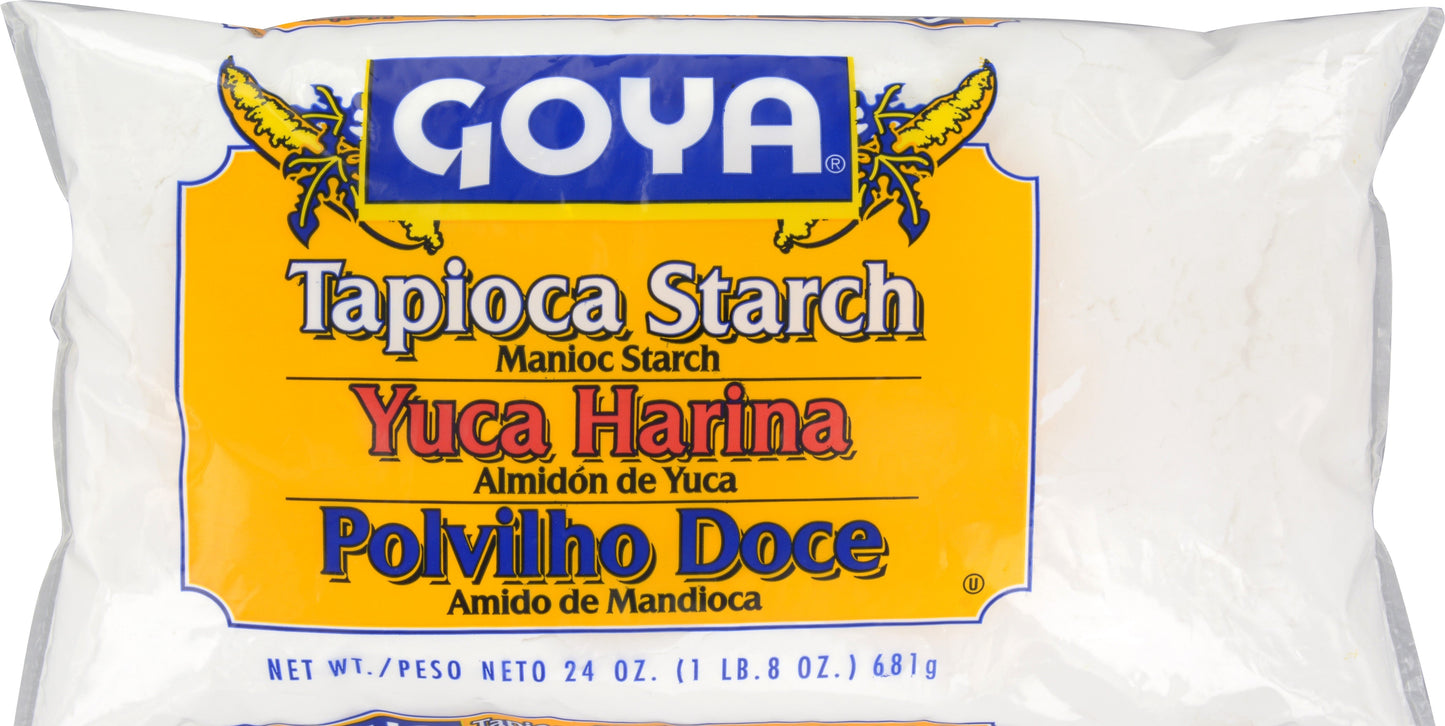 GOYA®
Tapioca Starch
Manioc Starch
Yuca Harina
Almidón de Yuca
Polvilho Doce
Amido de Mandioca
U
NET WT./PESO NETO 24 OZ. (1 LB.8 OZ.) 681g